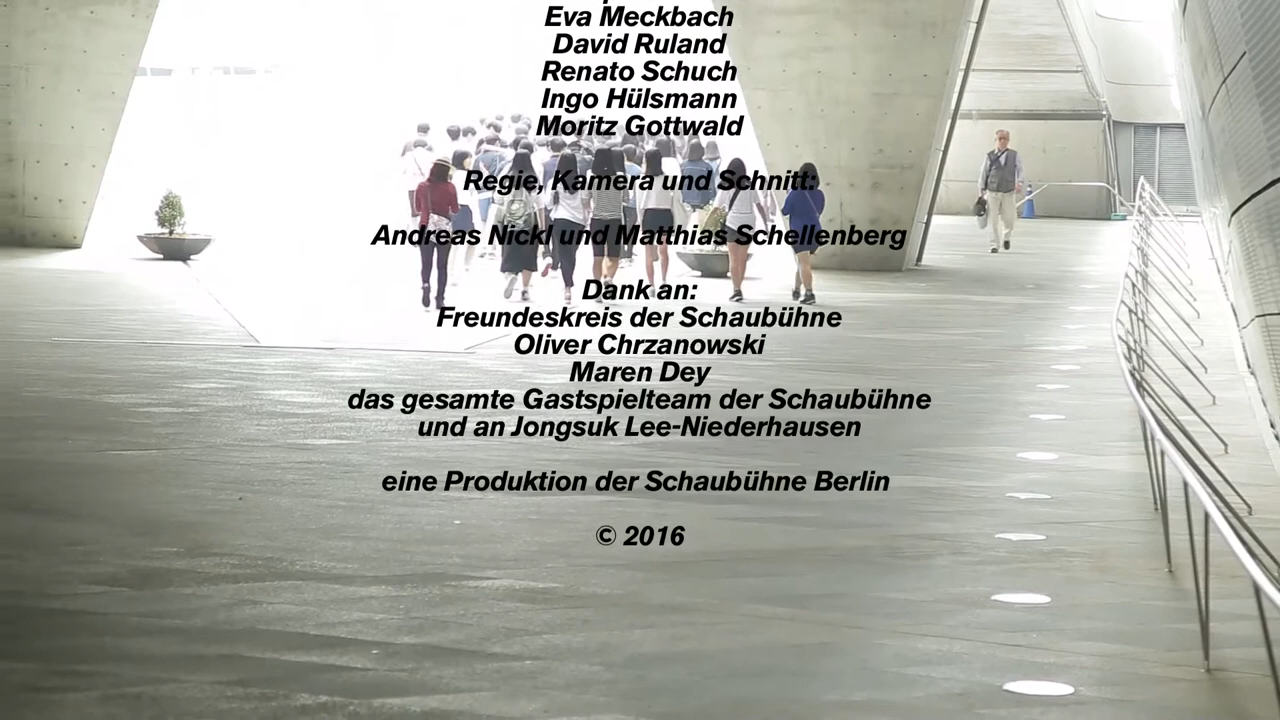 Eva Meckbach
David Ruland
Renato Schuch
Ingo Hülsmann
Moritz Gottwald
Regie, Kamera und Schnitt:
Andreas Nickl und Matthias Schellenberg
Dank an:
Freundeskreis der Schaubühne
Oliver Chrzanowski
Maren Dey
das gesamte Gastspielteam der Schaubühne
und an Jongsuk Lee-Niederhausen
eine Produktion der Schaubühne Berlin
© 2016